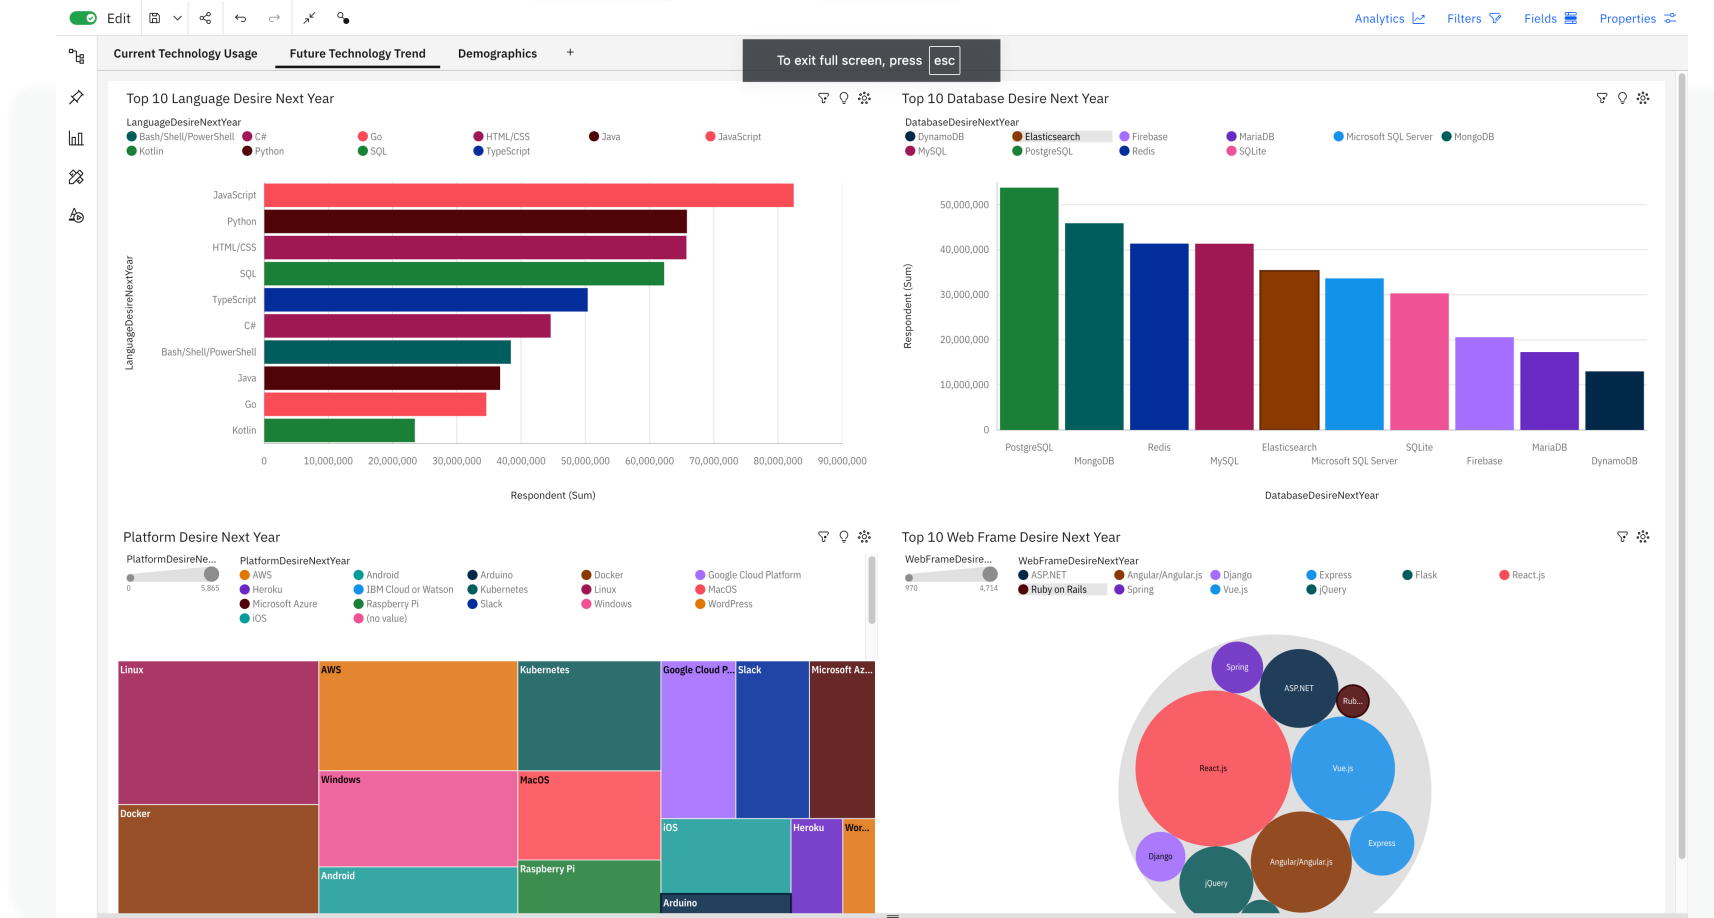 Edit
Analytics
Filters
Fields
Properties
Current Technology Usage
Future Technology Trend
Demographics
+
To exit full screen, press esc
Top 10 Language Desire Next Year
LanguageDesireNextYear
Bash/Shell/PowerShell
C#
Go
HTML/CSS
Java
JavaScript
Kotlin
Python
SQL
TypeScript
LanguageDesireNextYear
JavaScript
Python
HTML/CSS
SQL
TypeScript
C#
Bash/Shell/PowerShell
Java
Go
Kotlin
0 10,000,000 20,000,000 30,000,000 40,000,000 50,000,000 60,000,000 70,000,000 80,000,000 90,000,000
Respondent (Sum)
Top 10 Database Desire Next Year
DatabaseDesireNextYear
DynamoDB
Elasticsearch
Firebase
MariaDB
Microsoft SQL Server
MongoDB
MySQL
PostgreSQL
Redis
SQLite
Respondent (Sum)
50,000,000
40,000,000
30,000,000
20,000,000
10,000,000
0
PostgreSQL
MongoDB
Redis
MySQL
Elasticsearch
Microsoft SQL Server
SQLite
Firebase
MariaDB
DynamoDB
DatabaseDesireNextYear
Platform Desire Next Year
PlatformDesireNe...
0 5,865
PlatformDesireNextYear
AWS
Android
Arduino
Docker
Google Cloud Platform
Heroku
IBM Cloud or Watson
Kubernetes
Linux
MacOS
Microsoft Azure
Raspberry Pi
Slack
Windows
WordPress
iOS
(no value)
Linux
AWS
Kubernetes
Google Cloud P...
Slack
Microsoft Az...
Windows
MacOS
Docker
iOS
Heroku
Wor...
Android
Raspberry Pi
Arduino
Top 10 Web Frame Desire Next Year
WebFrameDesire...
970 4,714
WebFrameDesireNextYear
ASP.NET
Angular/Angular.js
Django
Express
Flask
React.js
Ruby on Rails
Spring
Vue.js
jQuery
Spring
ASP.NET
Rub...
React.js
Vue.js
Express
Django
Angular/Angular.js
jQuery